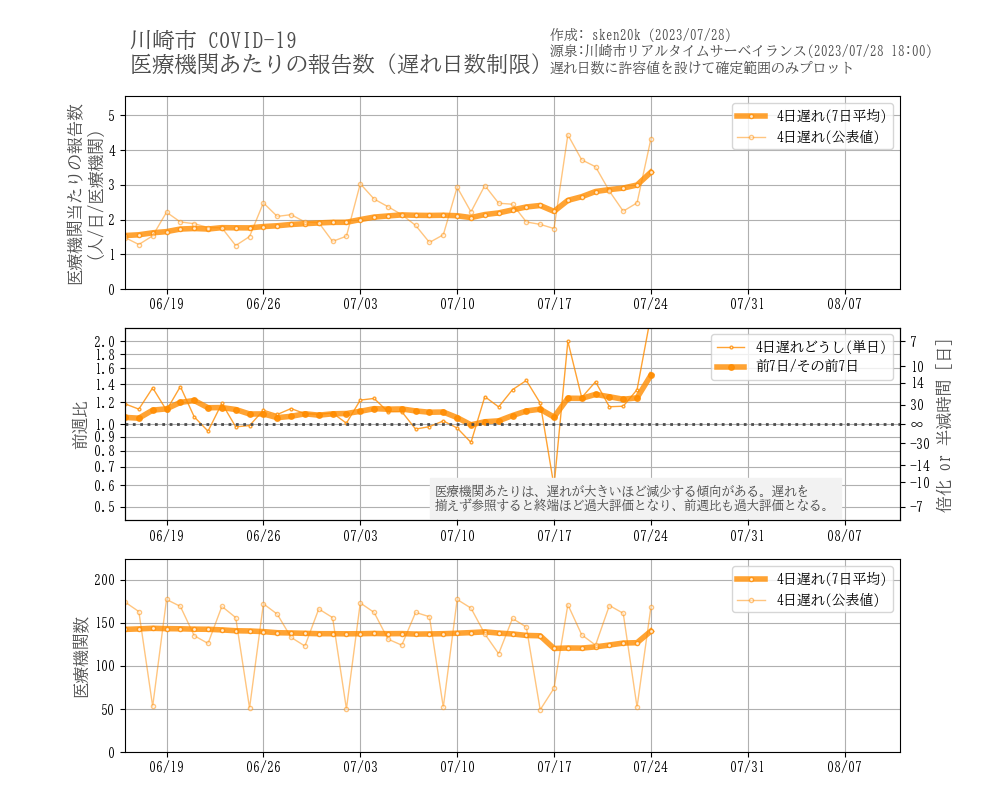 川崎市 COVID-19
医療機関あたりの報告数（遅れ日数制限）
作成: sken20k (2023/07/28)
源泉:川崎市リアルタイムサーベイランス(2023/07/28 18:00)
遅れ日数に許容値を設けて確定範囲のみプロット
医療機関当たりの報告数
(人/日/医療機関)
5
4
3
2
1
0
4日遅れ(7日平均)
4日遅れ(公表値)
06/19 06/26 07/03 07/10 07/17 07/24 07/31 08/07
前週比
2.0
1.8
1.6
1.4
1.2
1.0
0.9
0.8
0.7
0.6
0.5
4日遅れどうし(単日)
前7日/その前7日
医療機関あたりは、遅れが大きいほど減少する傾向がある。遅れを
揃えず参照すると終端ほど過大評価となり、前週比も過大評価となる。
7
10
14
30
∞
-30
-14
-10
-7
倍化 or 半減時間 [日]
06/19 06/26 07/03 07/10 07/17 07/24 07/31 08/07
医療機関数
200
150
100
50
0
4日遅れ(7日平均)
4日遅れ(公表値)
06/19 06/26 07/03 07/10 07/17 07/24 07/31 08/07